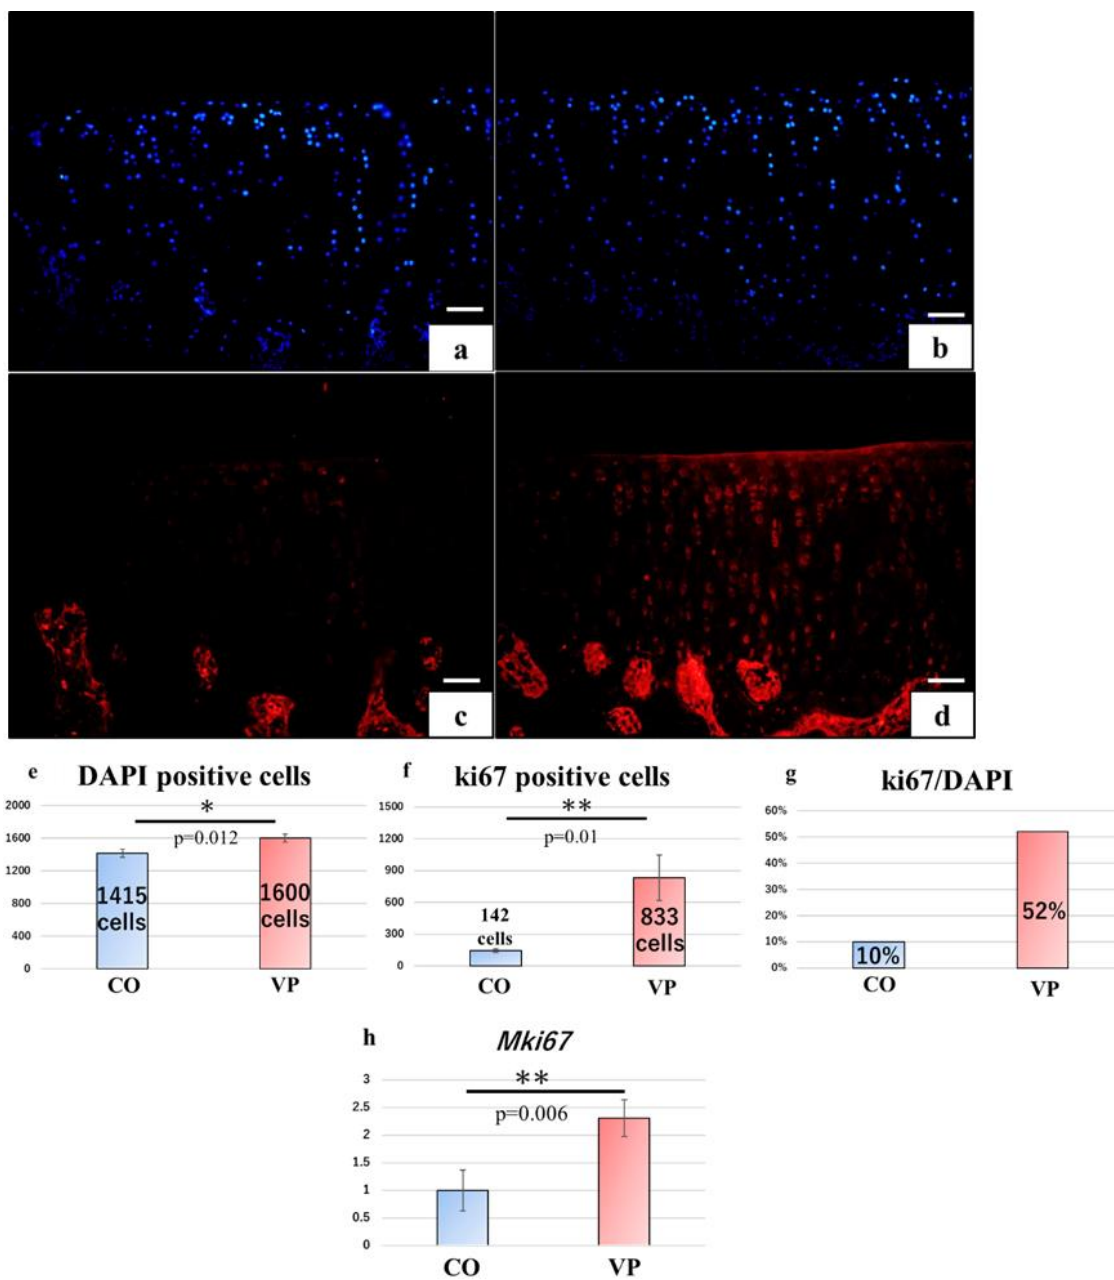 a
b
c
d
e DAPI positive cells
2000
1600
1200
800
400
0
*
p=0.012
1415
cells
1600
cells
CO
VP
f ki67 positive cells
1500
1200
900
600
300
0
**
p=0.01
142
cells
833
cells
CO
VP
g ki67/DAPI
60%
50%
40%
30%
20%
10%
0%
10%
52%
CO
VP
h Mki67
3
2.5
2
1.5
1
0.5
0
**
p=0.006
CO
VP